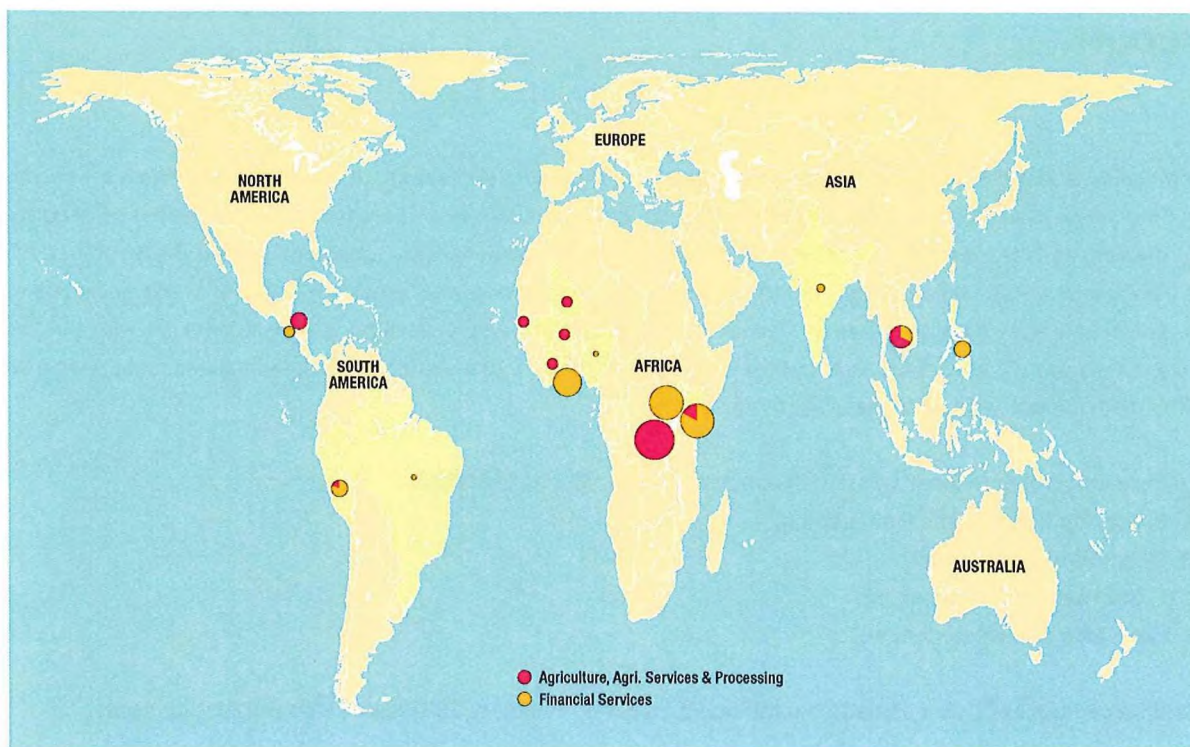 EUROPE
NORTH
AMERICA
ASIA
SOUTH
AMERICA
AFRICA
AUSTRALIA
Agriculture, Agri. Services & Processing
Financial Services